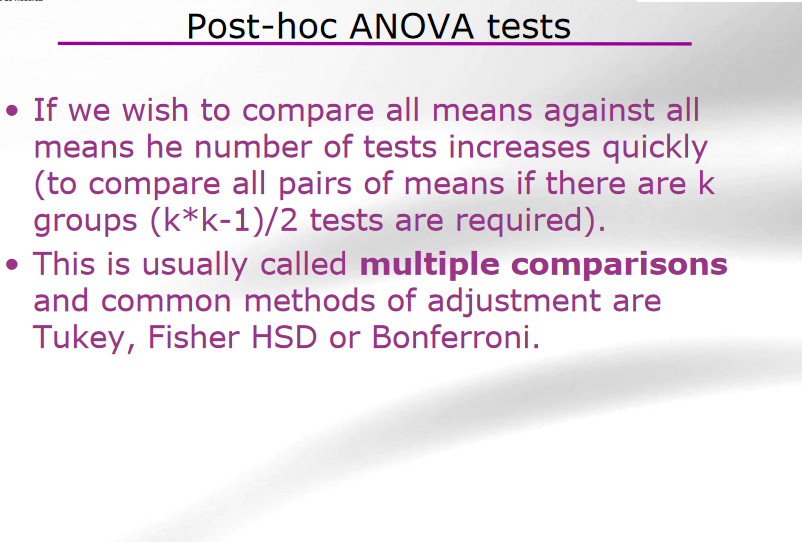 Post-hoc ANOVA tests
• If we wish to compare all means against all
means he number of tests increases quickly
(to compare all pairs of means if there are k
groups (k*k-1)/2 tests are required).
• This is usually called multiple comparisons
and common methods of adjustment are
Tukey, Fisher HSD or Bonferroni.